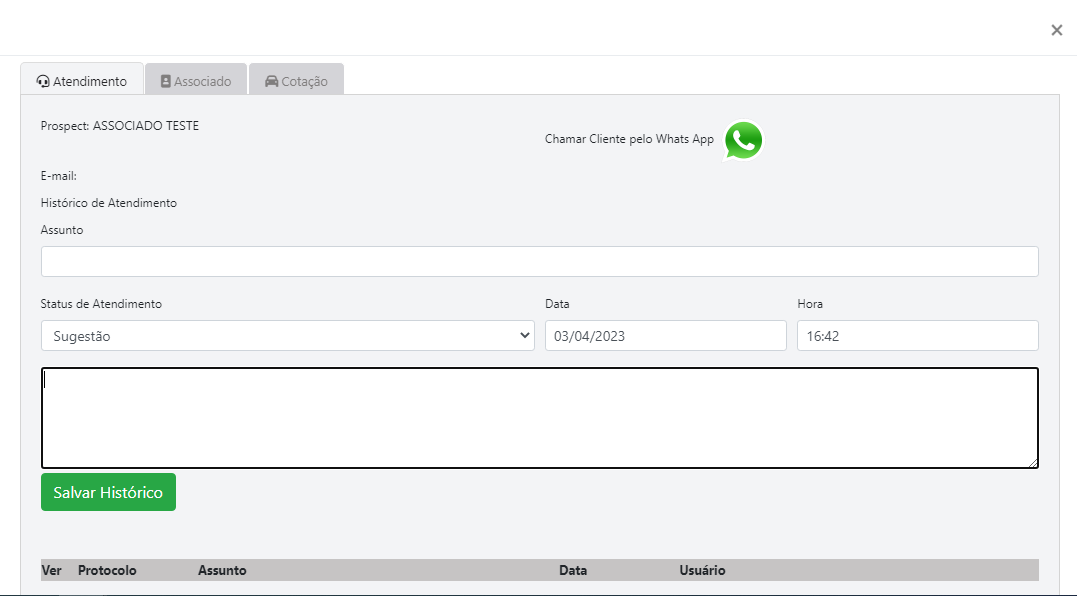 ×
Atendimento Associado Cotação
Prospect: ASSOCIADO TESTE
Chamar Cliente pelo Whats App
E-mail:
Histórico de Atendimento
Assunto
Status de Atendimento Data Hora
Sugestão 03/04/2023 16:42
Salvar Histórico
Ver Protocolo Assunto Data Usuário